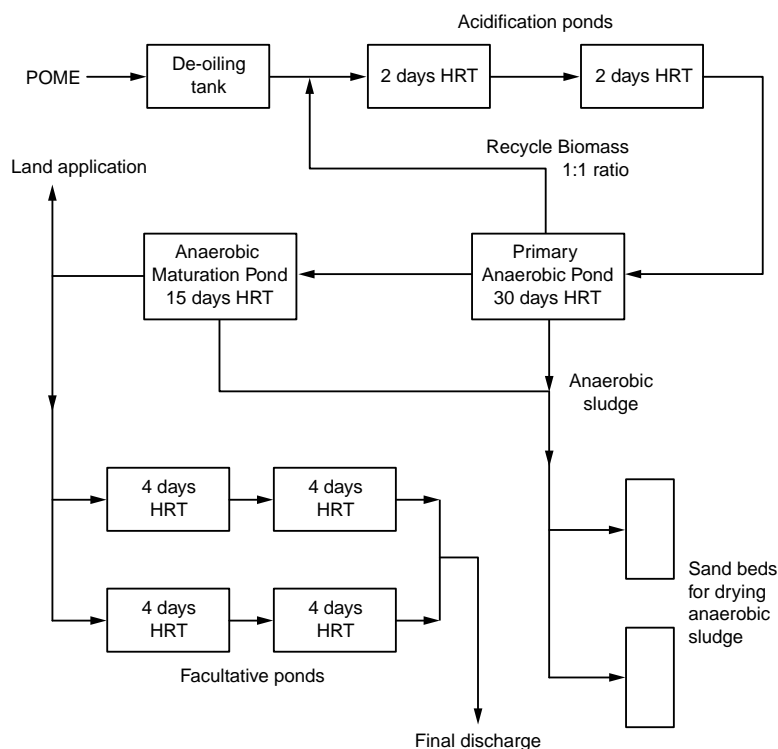 Acidification ponds
POME
De-oiling
tank
2 days HRT
2 days HRT
Recycle Biomass
1:1 ratio
Land application
Anaerobic
Maturation Pond
15 days HRT
Primary
Anaerobic Pond
30 days HRT
Anaerobic
sludge
4 days
HRT
4 days
HRT
4 days
HRT
4 days
HRT
Facultative ponds
Sand beds
for drying
anaerobic
sludge
Final discharge